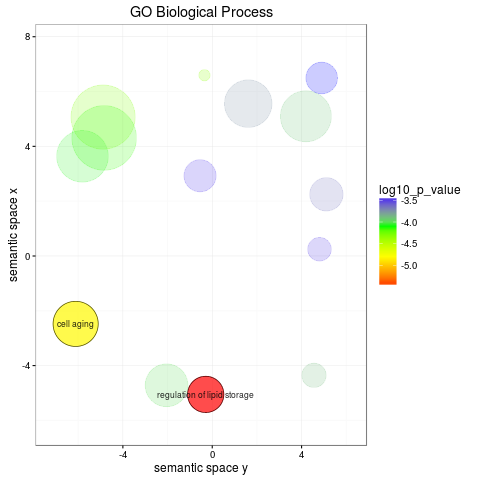 GO Biological Process
8
4
0
-4
semantic space x
cell aging
regulation of lipid storage
-4
0
4
semantic space y
log10_p_value
-3.5
-4.0
-4.5
-5.0